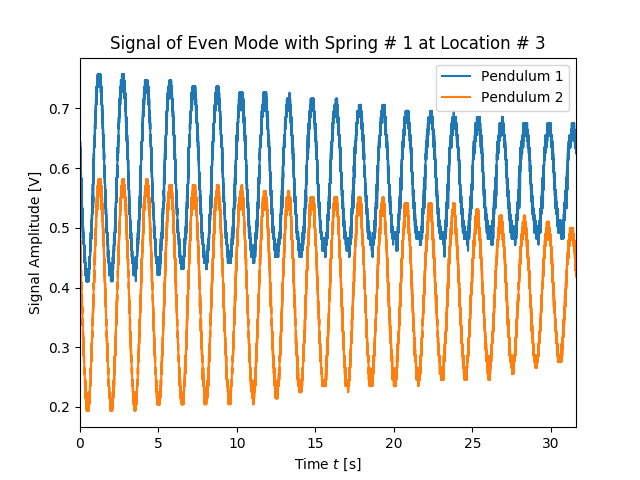 Signal of Even Mode with Spring # 1 at Location # 3
Pendulum 1
Pendulum 2
Signal Amplitude [V]
0.7
0.6
0.5
0.4
0.3
0.2
0 5 10 15 20 25 30
Time t [s]